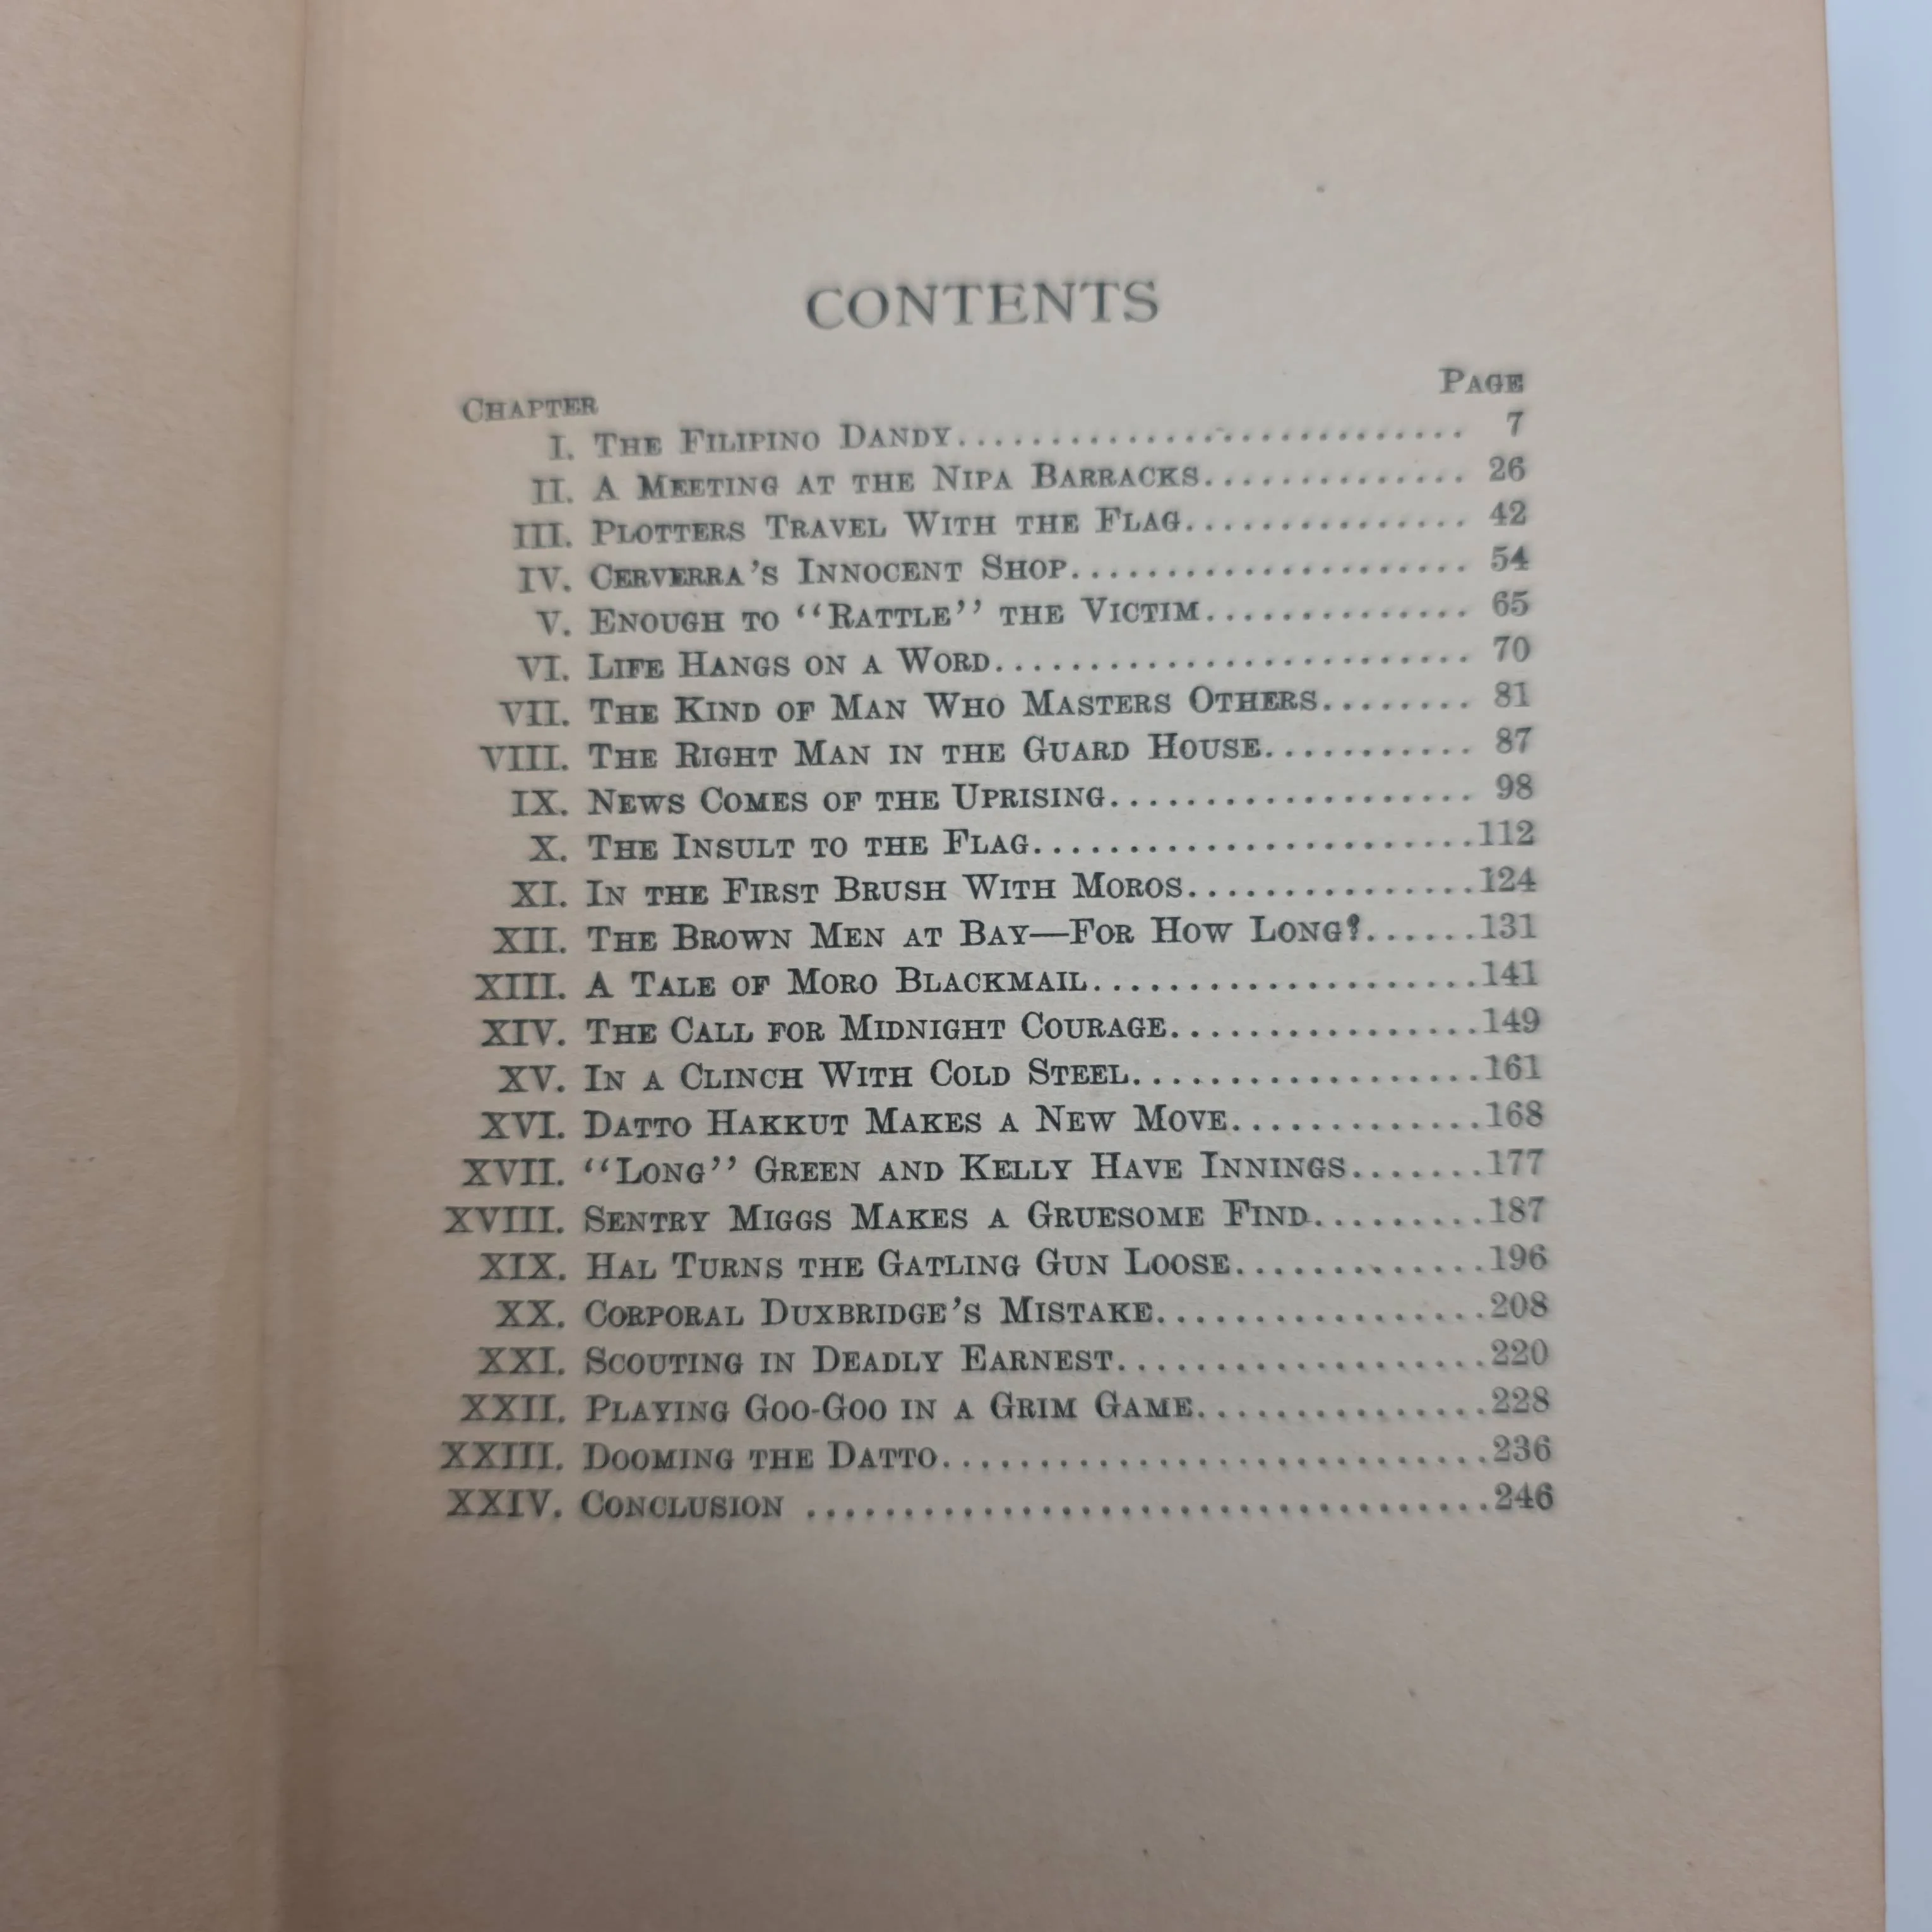 CONTENTS
CHAPTER PAGE
I. THE FILIPINO DANDY............................ 7
II. A MEETING AT THE NIPA BARRACKS.............. 26
III. PLOTTERS TRAVEL WITH THE FLAG............... 42
IV. CERVERRA'S INNOCENT SHOP..................... 54
V. ENOUGH TO "RATTLE" THE VICTIM.............. 65
VI. LIFE HANGS ON A WORD......................... 70
VII. THE KIND OF MAN WHO MASTERS OTHERS........ 81
VIII. THE RIGHT MAN IN THE GUARD HOUSE........... 87
IX. NEWS COMES OF THE UPRISING................... 98
X. THE INSULT TO THE FLAG.......................112
XI. IN THE FIRST BRUSH WITH MOROS...............124
XII. THE BROWN MEN AT BAY—FOR HOW LONG?......131
XIII. A TALE OF MORO BLACKMAIL....................141
XIV. THE CALL FOR MIDNIGHT COURAGE................149
XV. IN A CLINCH WITH COLD STEEL..................161
XVI. DATTO HAKKUT MAKES A NEW MOVE.............168
XVII. "LONG" GREEN AND KELLY HAVE INNINGS.......177
XVIII. SENTRY MIGGS MAKES A GRUESOME FIND.........187
XIX. HAL TURNS THE GATLING GUN LOOSE.............196
XX. CORPORAL DUXBRIDGE'S MISTAKE.................208
XXI. SCOUTING IN DEADLY EARNEST...................220
XXII. PLAYING GOO-GOO IN A GRIM GAME...............228
XXIII. DOOMING THE DATTO............................236
XXIV. CONCLUSION ...................................246